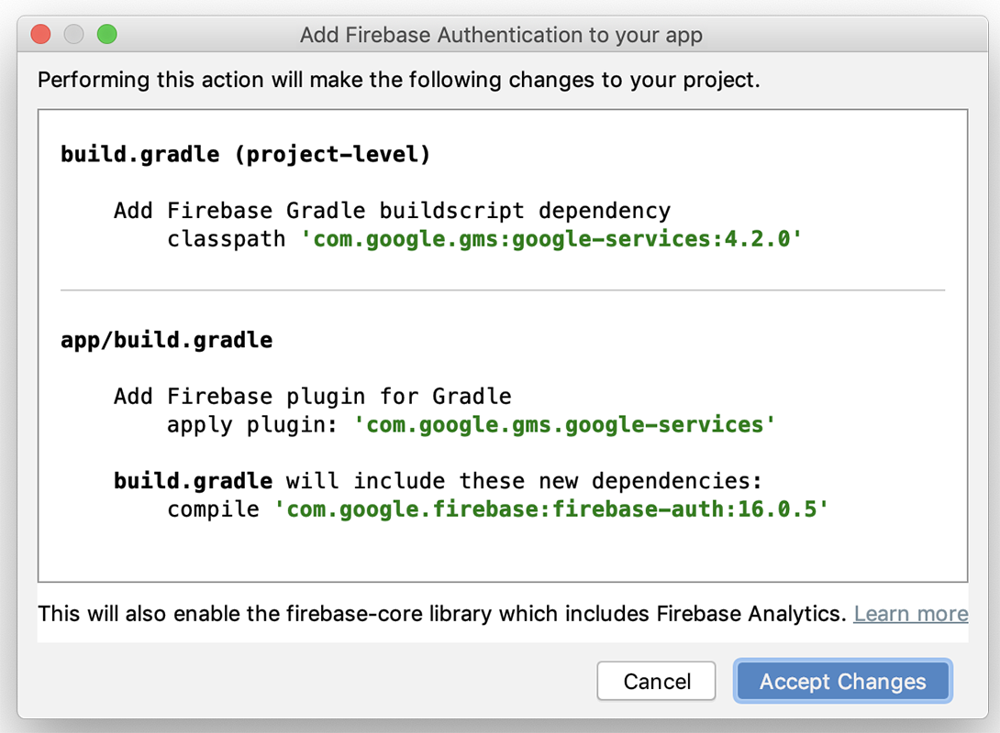 Add Firebase Authentication to your app
Performing this action will make the following changes to your project.
build.gradle (project-level)
Add Firebase Gradle buildscript dependency
classpath 'com.google.gms:google-services:4.2.0'
app/build.gradle
Add Firebase plugin for Gradle
apply plugin: 'com.google.gms.google-services'
build.gradle will include these new dependencies:
compile 'com.google.firebase:firebase-auth:16.0.5'
This will also enable the firebase-core library which includes Firebase Analytics. Learn more
Cancel Accept Changes